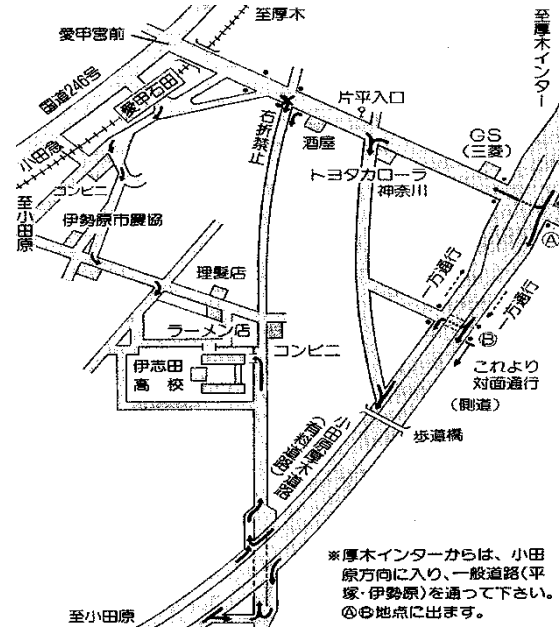 至厚木
愛甲宮前
国道246号
愛甲石田
小田急
右折禁止
酒屋
片平入口
トヨタカローラ
神奈川
GS
(三菱)
至厚木インター
Ⓐ
コンビニ
至小田原
伊勢原市農協
理髪店
ラーメン店
コンビニ
伊志田
高校
一方通行
一方通行
Ⓑ
これより
対面通行
(側道)
歩道橋
小田原厚木道路
(有料道路)
至小田原
※厚木インターからは、小田
原方向に入り、一般道路(平
塚・伊勢原)を通って下さい。
ⒶⒷ地点に出ます。